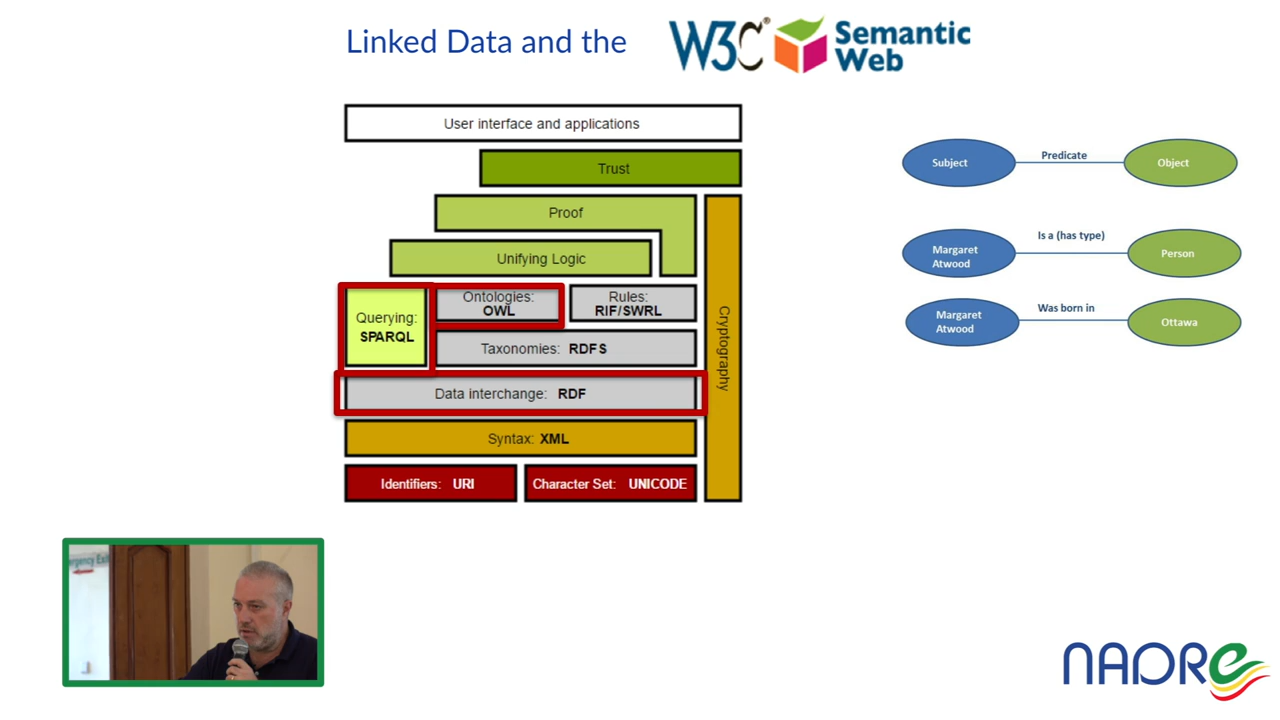 Linked Data and the
W3C® Semantic
Web
User interface and applications
Trust
Proof
Unifying Logic
Querying:
SPARQL
Ontologies:
OWL
Rules:
RIF/SWRL
Taxonomies: RDFS
Data interchange: RDF
Syntax: XML
Identifiers: URI
Character Set: UNICODE
Cryptography
Subject
Predicate
Object
Margaret
Atwood
Is a (has type)
Person
Margaret
Atwood
Was born in
Ottawa
NADRe